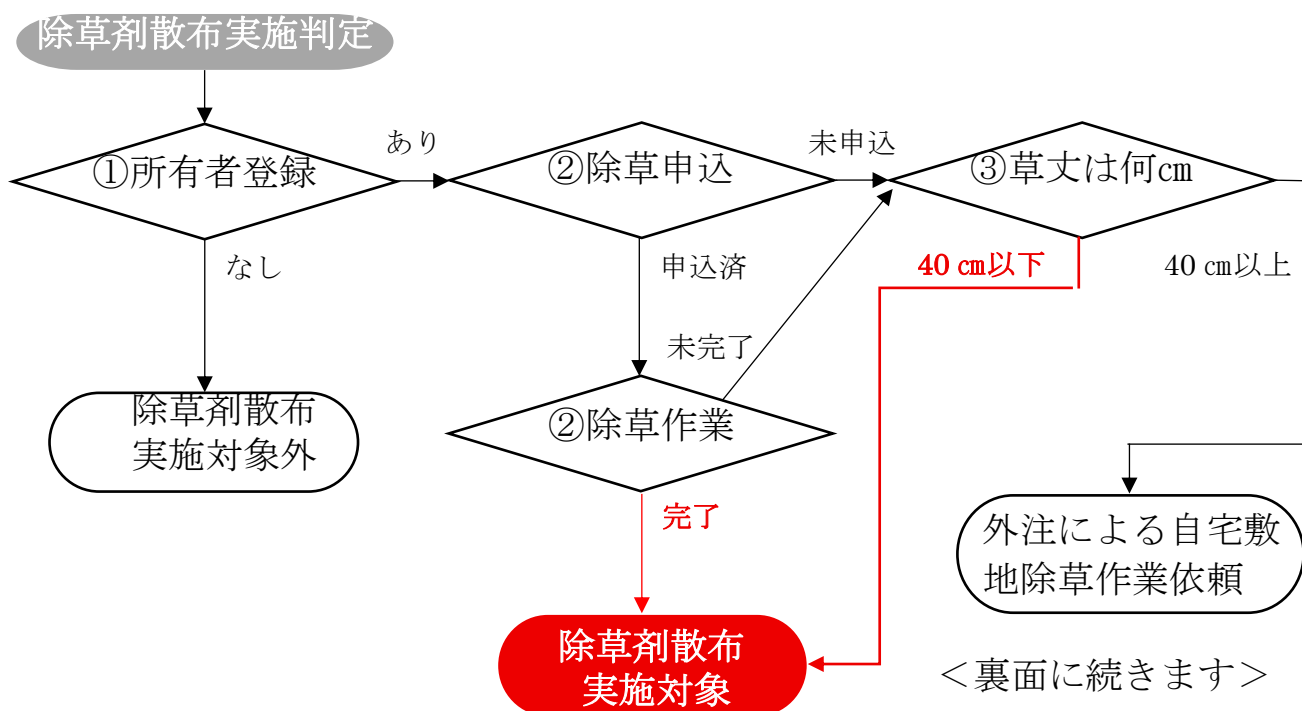 除草剤散布実施判定
①所有者登録
あり
②除草申込
未申込
③草丈は何㎝
なし
申込済
40 ㎝以下
40 ㎝以上
未完了
除草剤散布
実施対象外
②除草作業
完了
外注による自宅敷
地除草作業依頼
除草剤散布
実施対象
＜裏面に続きます＞